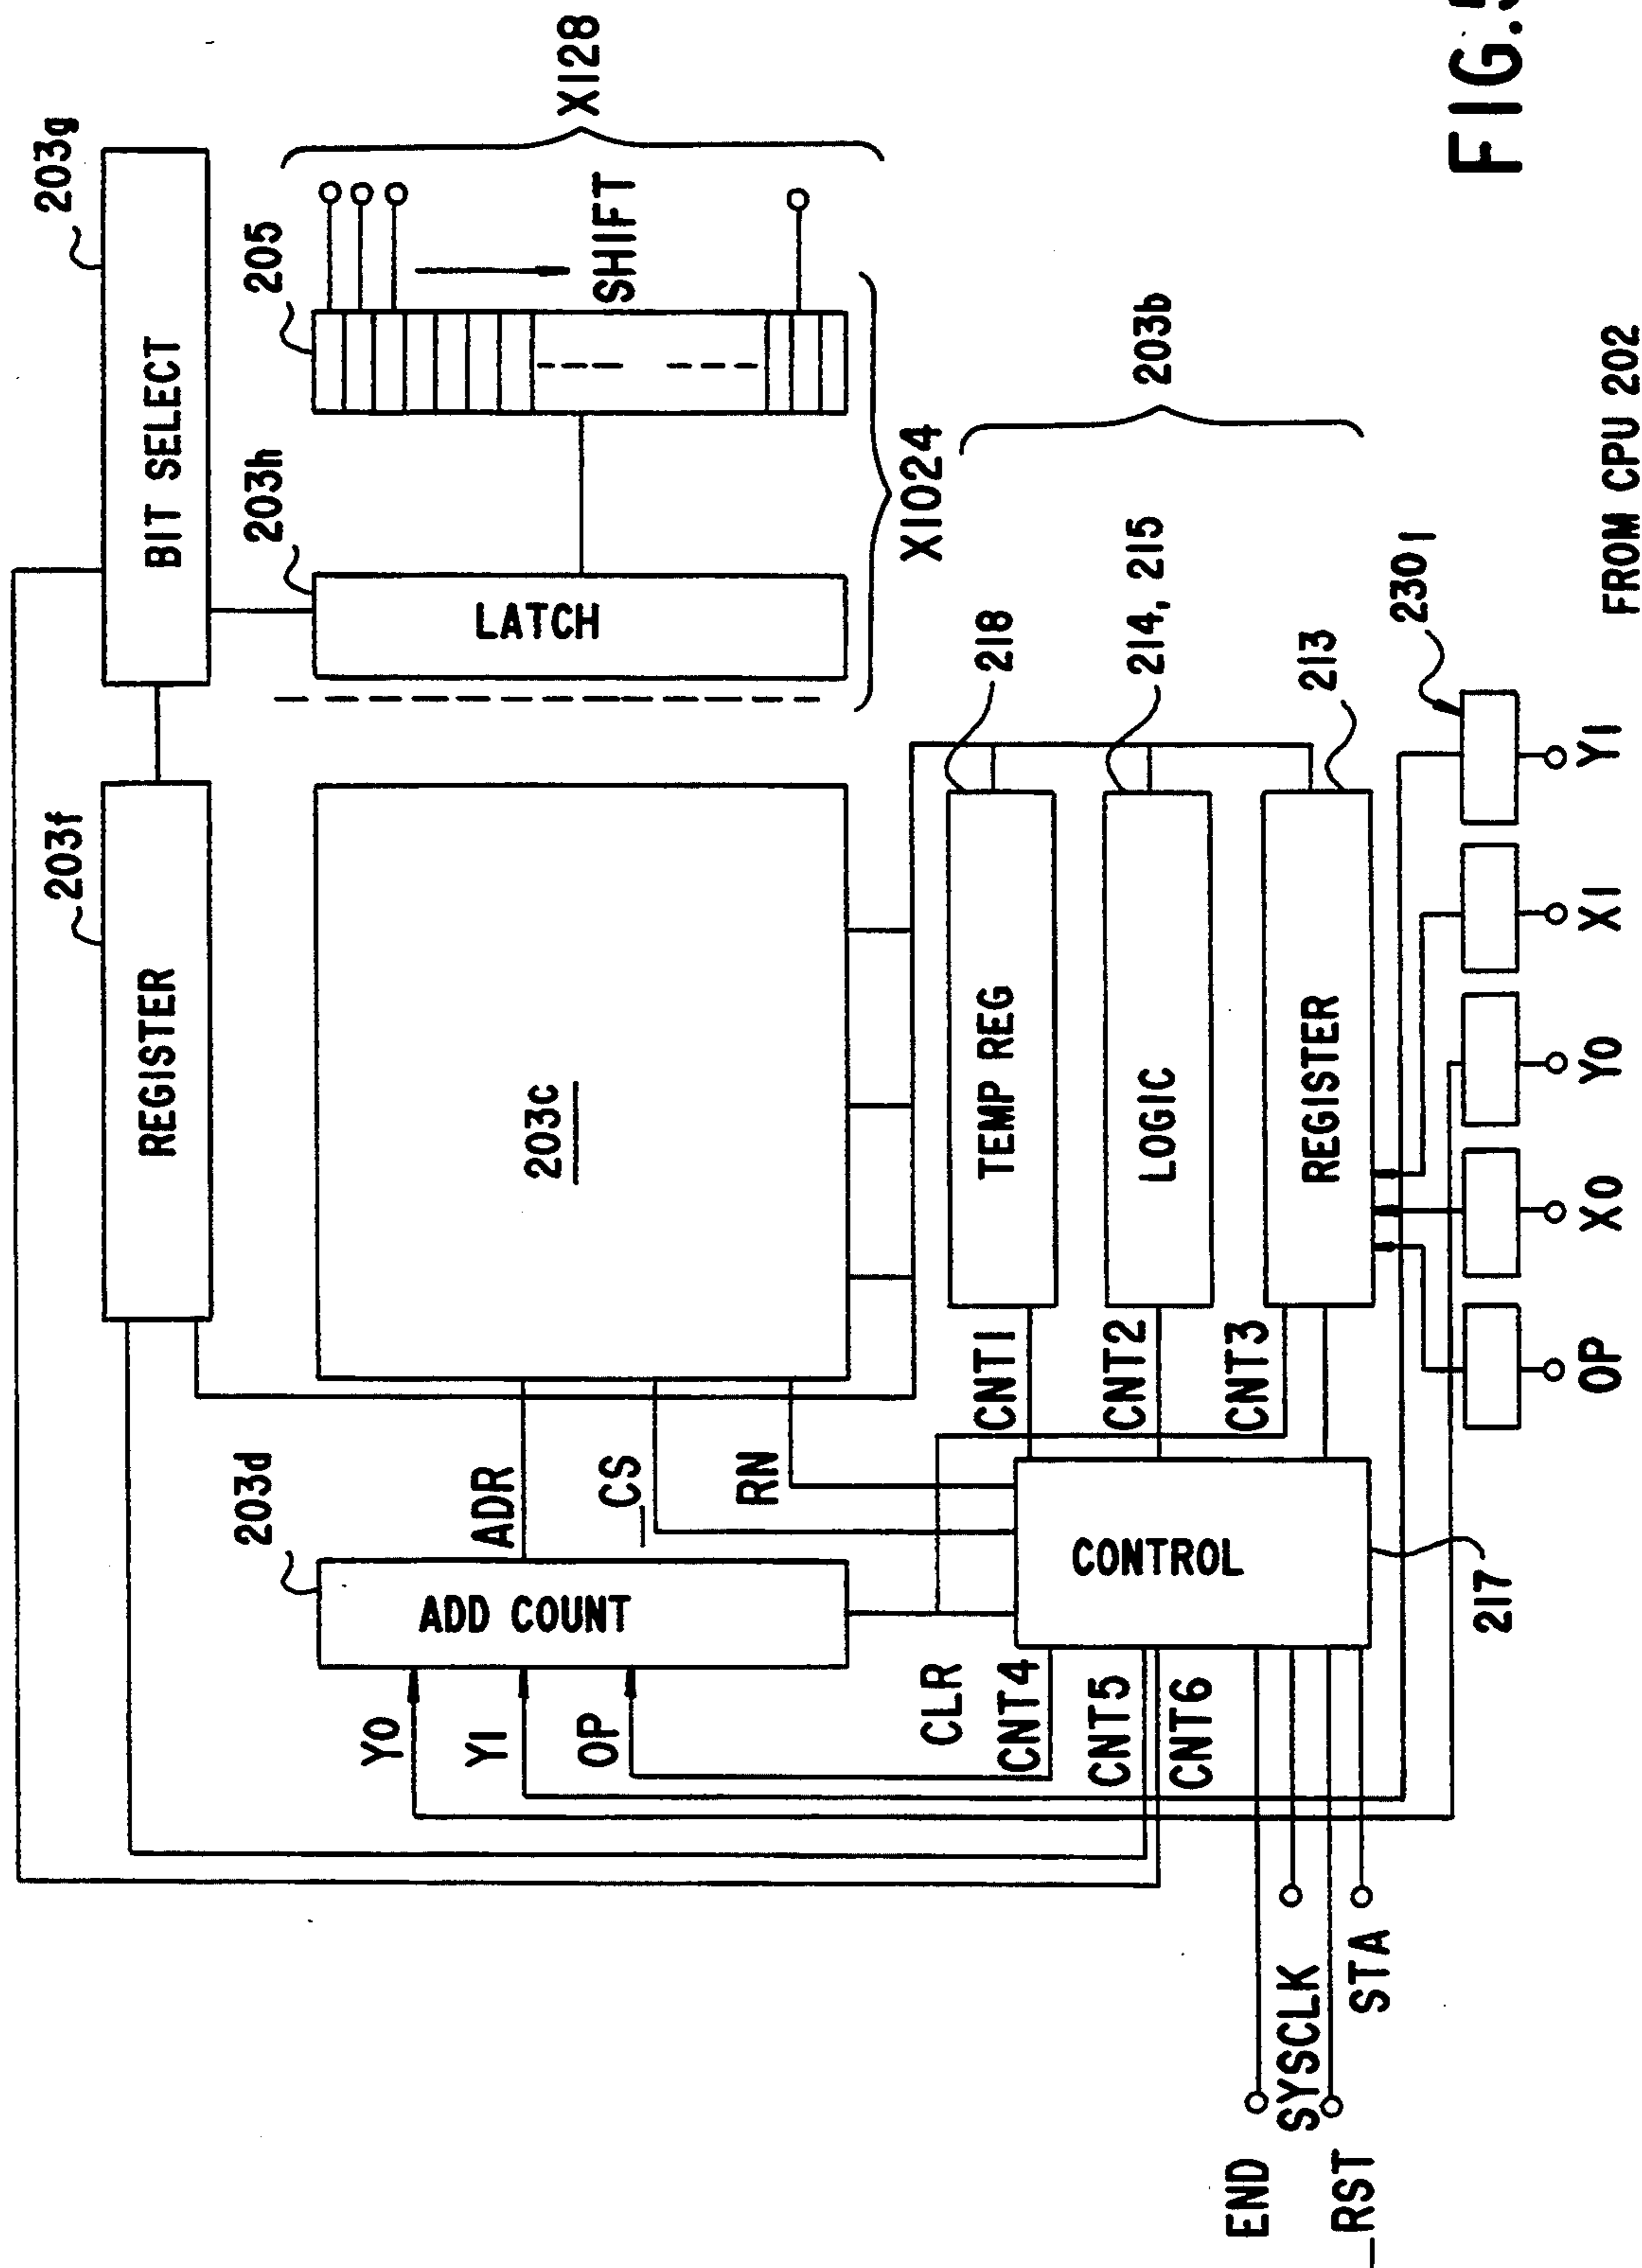 203g
BIT SELECT
203f
REGISTER
205
X128
SHIFT
203h
LATCH
X1024
203c
203d
ADD COUNT
ADR
CS
RN
Y0
Y1
OP
203b
218
TEMP REG
214, 215
LOGIC
213
REGISTER
CNT1
CNT2
CNT3
CONTROL
217
CLR
CNT4
CNT5
CNT6
END
SYSCLK
RST
STA
2301
OP
X0
Y0
X1
Y1
FROM CPU 202
FIG.